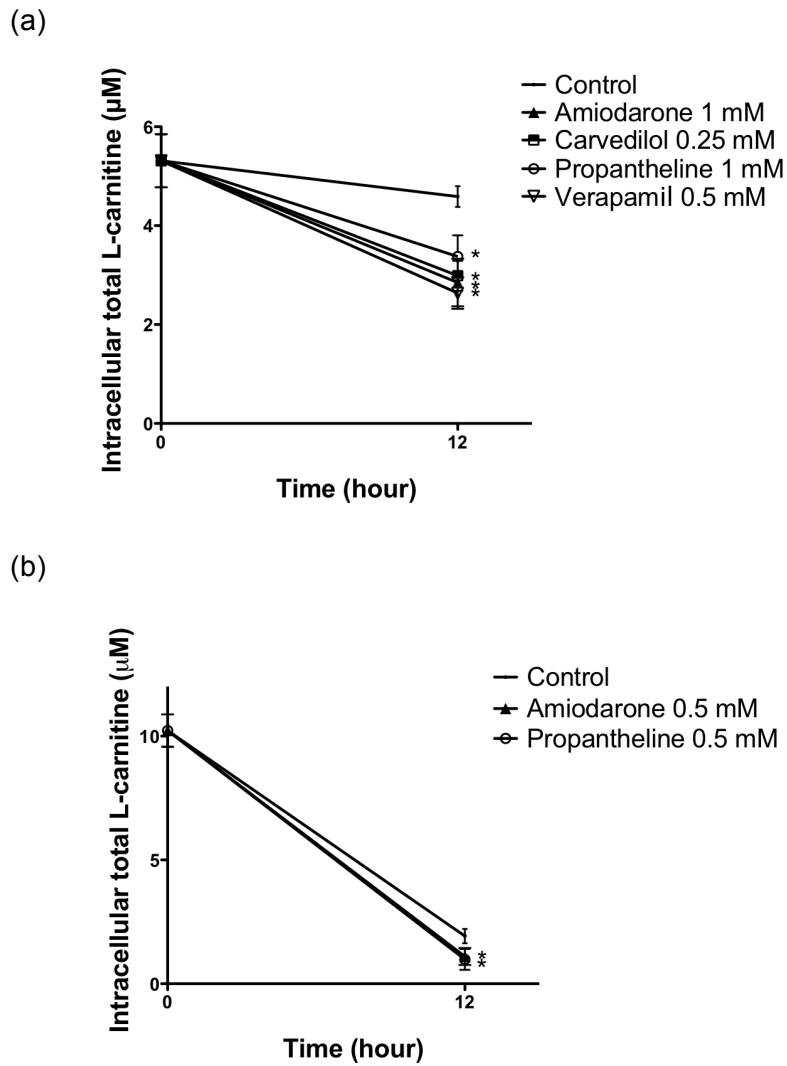 (a)
Intracellular total L-carnitine (µM)
6
4
2
0
0
12
Time (hour)
Control
Amiodarone 1 mM
Carvedilol 0.25 mM
Propantheline 1 mM
Verapamil 0.5 mM
*
*
*
*
(b)
Intracellular total L-carnitine (µM)
10
5
0
0
12
Time (hour)
Control
Amiodarone 0.5 mM
Propantheline 0.5 mM
*
*